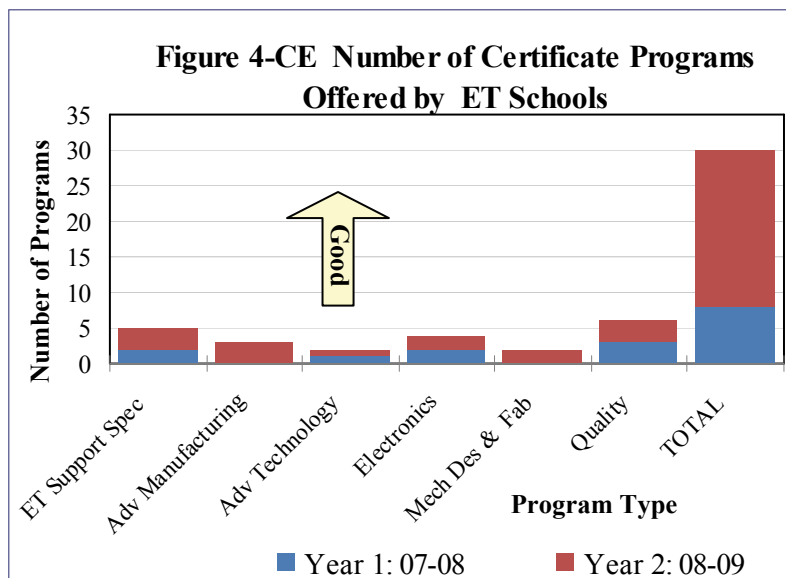 Figure 4-CE Number of Certificate Programs
Offered by ET Schools
35
30
25
20
15
10
5
0
Number of Programs
Good
ET Support Spec
Adv Manufacturing
Adv Technology
Electronics
Mech Des & Fab
Quality
TOTAL
Program Type
Year 1: 07-08
Year 2: 08-09